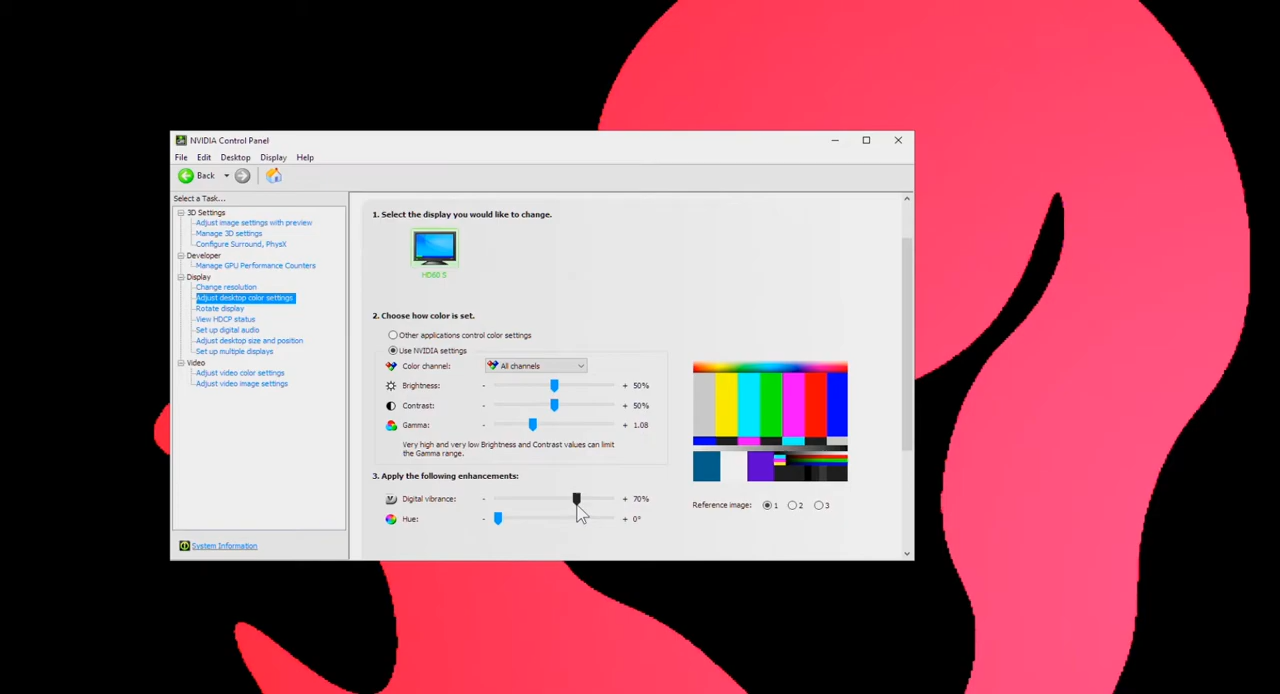 NVIDIA Control Panel
File Edit Desktop Display Help
Back
Select a Task...
3D Settings
Adjust image settings with preview
Manage 3D settings
Configure Surround, PhysX
Developer
Manage GPU Performance Counters
Display
Change resolution
Adjust desktop color settings
Rotate display
View HDCP status
Set up digital audio
Adjust desktop size and position
Set up multiple displays
Video
Adjust video color settings
Adjust video image settings
System Information
1. Select the display you would like to change.
HD60 S
2. Choose how color is set.
Other applications control color settings
Use NVIDIA settings
Color channel: All channels
Brightness: - + 50%
Contrast: - + 50%
Gamma: - + 1.08
Very high and very low Brightness and Contrast values can limit
the Gamma range.
3. Apply the following enhancements:
Digital vibrance: - + 70%
Hue: - + 0°
Reference image: 1 2 3